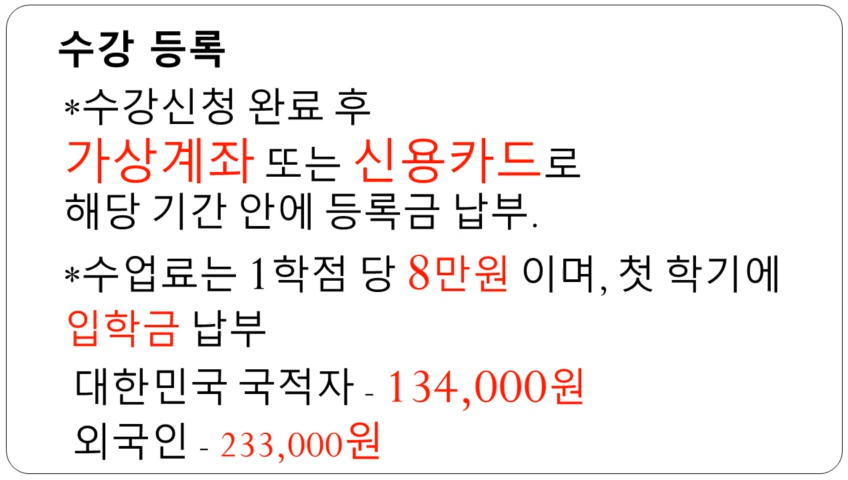 수강 등록
*수강신청 완료 후
가상계좌 또는 신용카드로
해당 기간 안에 등록금 납부.
*수업료는 1학점 당 8만원 이며, 첫 학기에
입학금 납부
대한민국 국적자 - 134,000원
외국인 - 233,000원